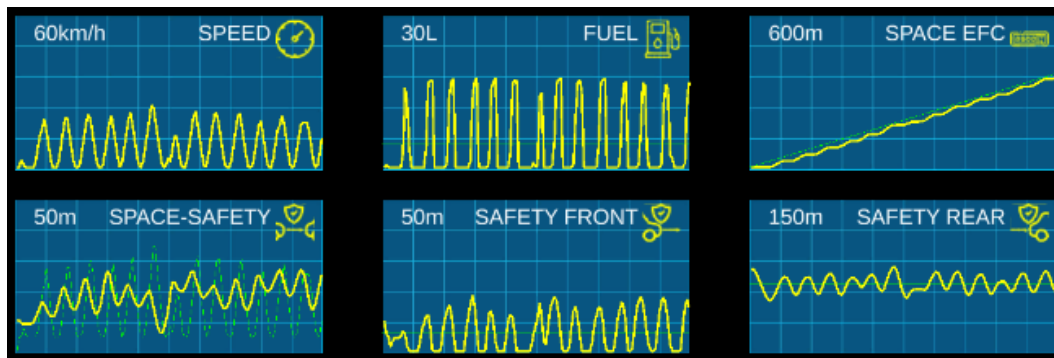 60km/h SPEED
30L FUEL
600m SPACE EFC
50m SPACE-SAFETY
50m SAFETY FRONT
150m SAFETY REAR